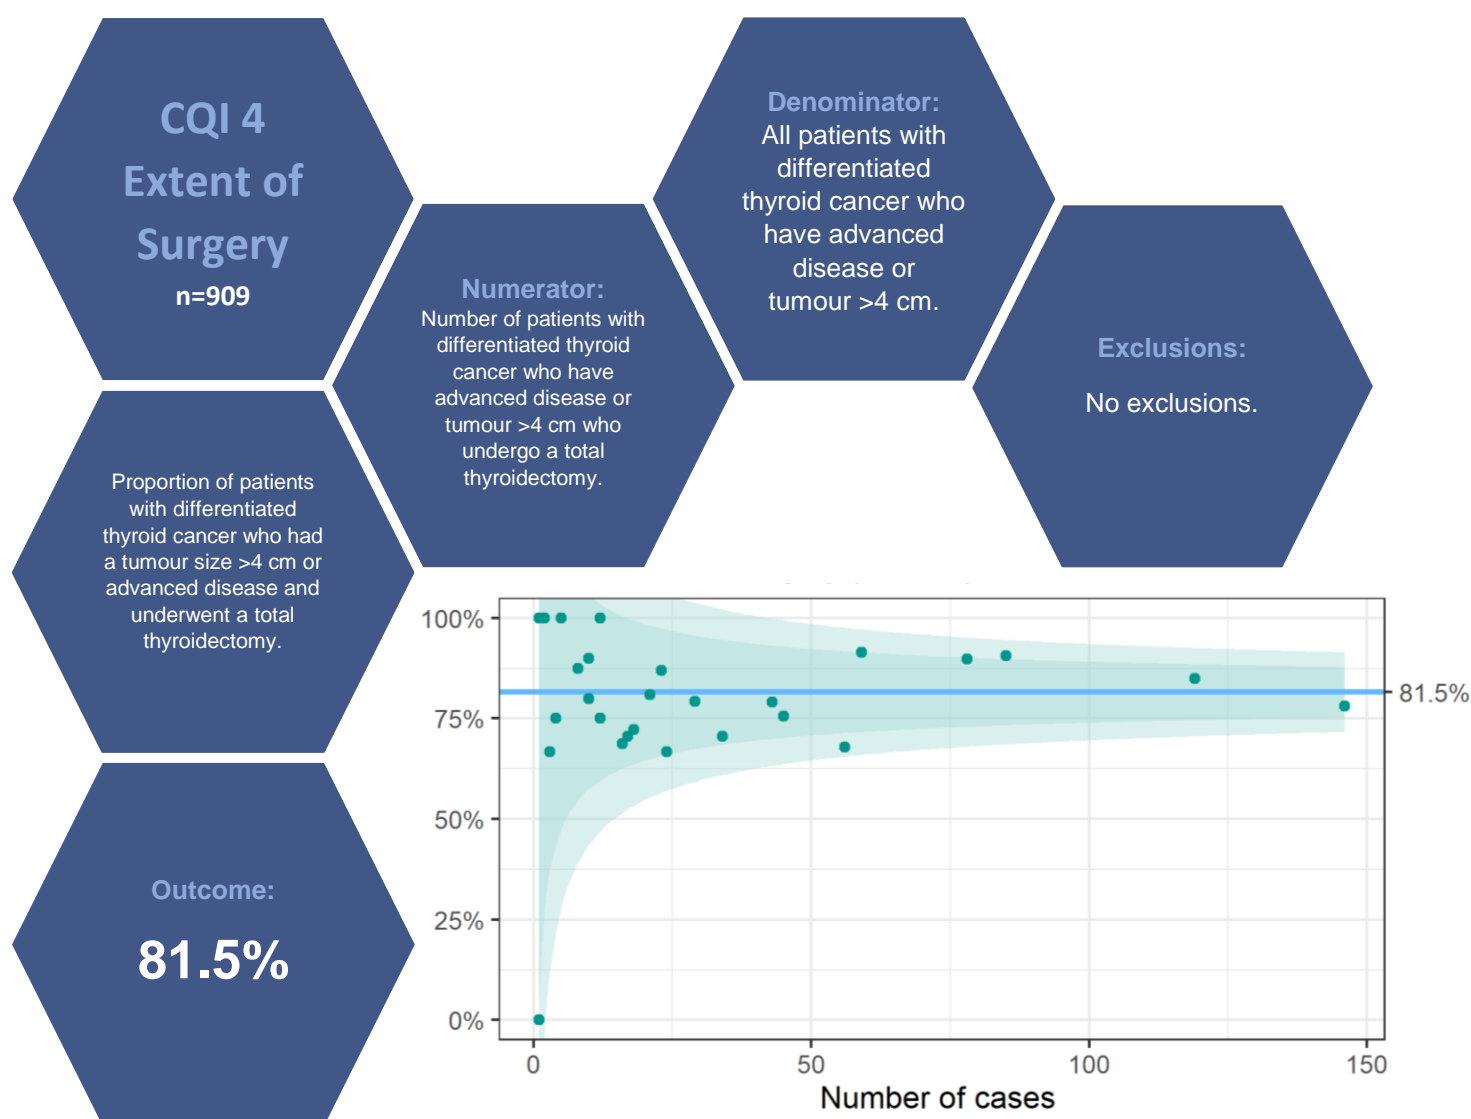 CQI 4
Extent of
Surgery
n=909
Proportion of patients
with differentiated
thyroid cancer who had
a tumour size >4 cm or
advanced disease and
underwent a total
thyroidectomy.
Numerator:
Number of patients with
differentiated thyroid
cancer who have
advanced disease or
tumour >4 cm who
undergo a total
thyroidectomy.
Denominator:
All patients with
differentiated
thyroid cancer who
have advanced
disease or
tumour >4 cm.
Exclusions:
No exclusions.
Outcome:
81.5%
100%
75%
50%
25%
0%
81.5%
0
50
100
150
Number of cases